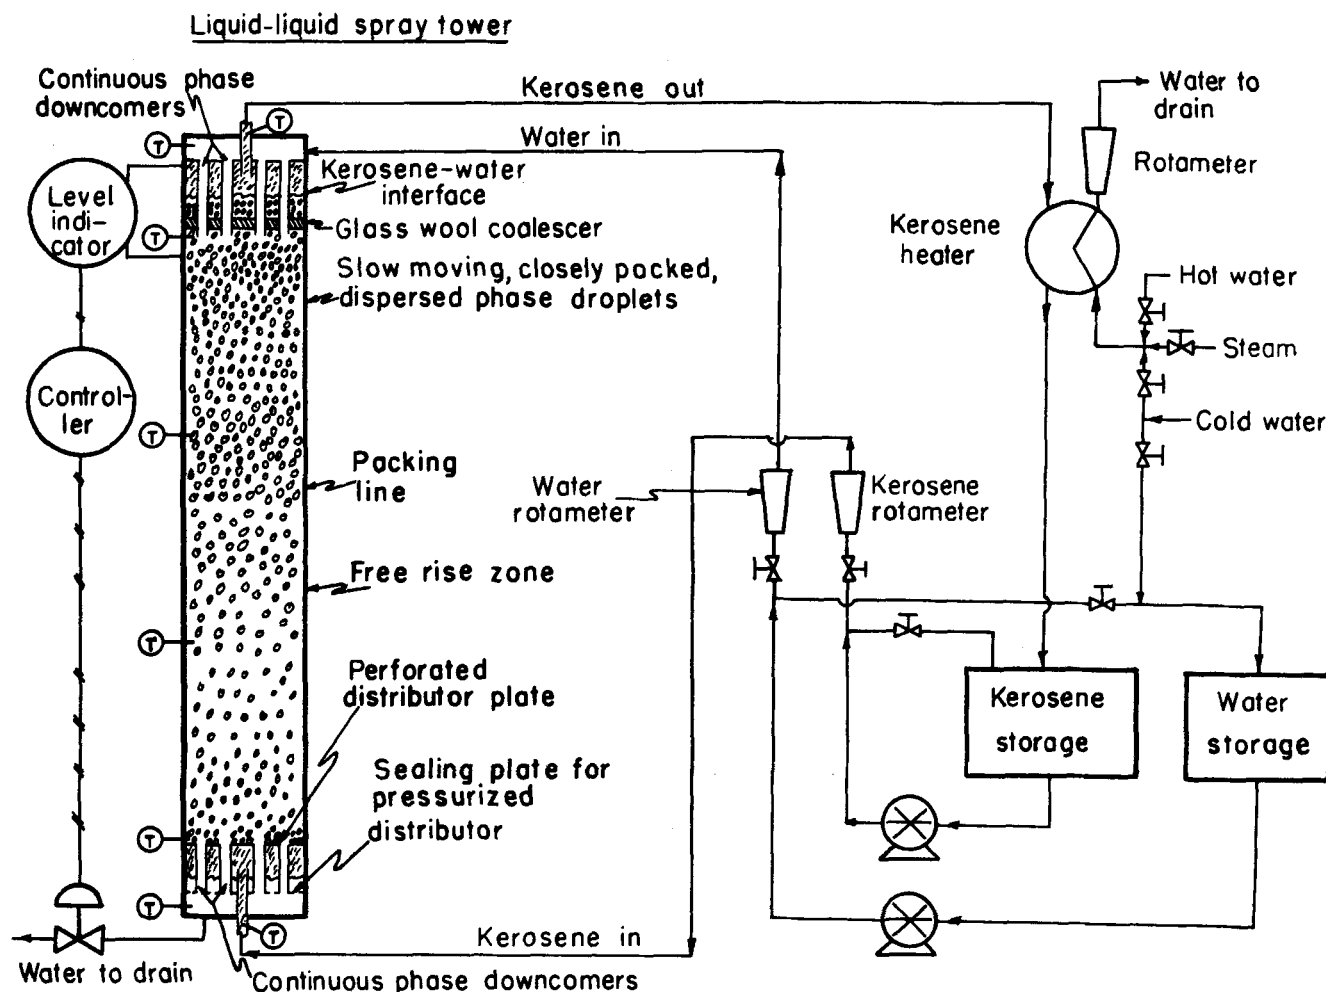 Liquid-liquid spray tower
Continuous phase
downcomers
T
T
Kerosene out
Water in
Water to
drain
Rotameter
Level
indi-
cator
Kerosene-water
interface
Glass wool coalescer
T
Slow moving, closely packed,
dispersed phase droplets
Kerosene
heater
Hot water
Steam
Cold water
Control-
ler
T
Packing
line
Water
rotameter
Kerosene
rotameter
Free rise zone
T
Perforated
distributor plate
Kerosene
storage
Water
storage
Sealing plate for
pressurized
distributor
T
T
T
Kerosene in
Water to drain
Continuous phase downcomers